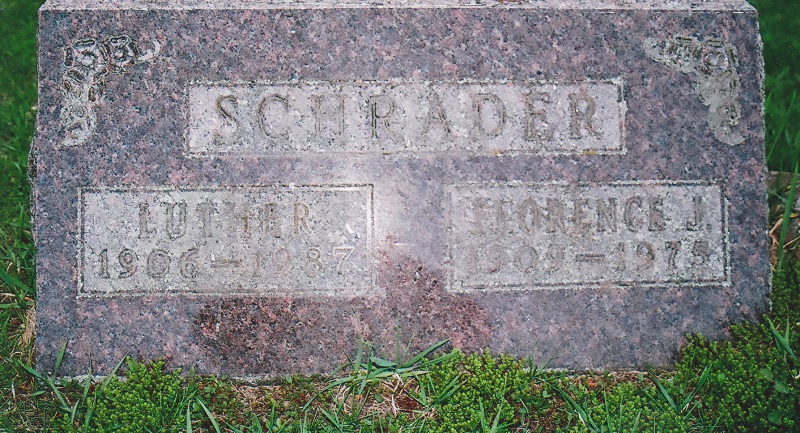 SCHRADER
LUTHER
1906-1987
FLORENCE J.
1909-1975